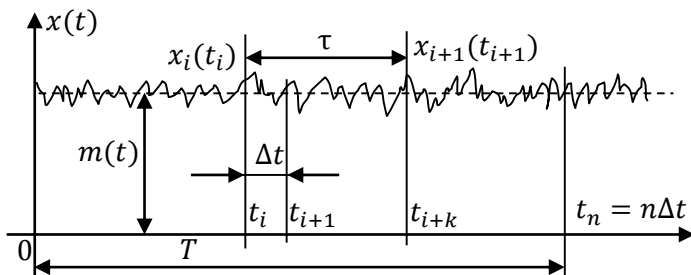 x(t)
x_i(t_i)
τ
x_{i+1}(t_{i+1})
m(t)
Δt
t_i
t_{i+1}
t_{i+k}
t_n = nΔt
0
T
t